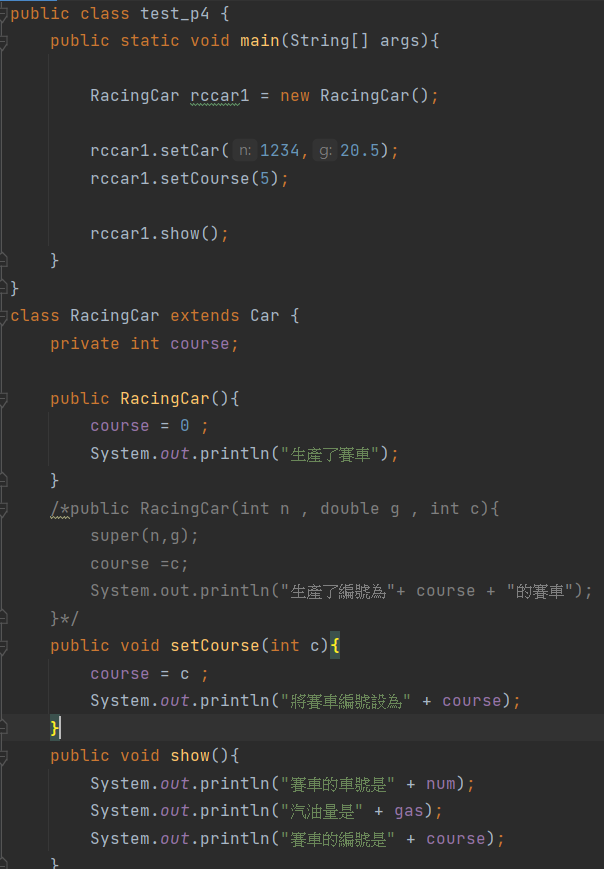 public class test_p4 {
public static void main(String[] args){
RacingCar rccar1 = new RacingCar();
rccar1.setCar( n: 1234, g: 20.5);
rccar1.setCourse(5);
rccar1.show();
}
}
class RacingCar extends Car {
private int course;
public RacingCar(){
course = 0 ;
System.out.println("生產了賽車");
}
/*public RacingCar(int n , double g , int c){
super(n,g);
course =c;
System.out.println("生產了編號為"+ course + "的賽車");
}*/
public void setCourse(int c){
course = c ;
System.out.println("將賽車編號設為" + course);
}
public void show(){
System.out.println("賽車的車號是" + num);
System.out.println("汽油量是" + gas);
System.out.println("賽車的編號是" + course);
}